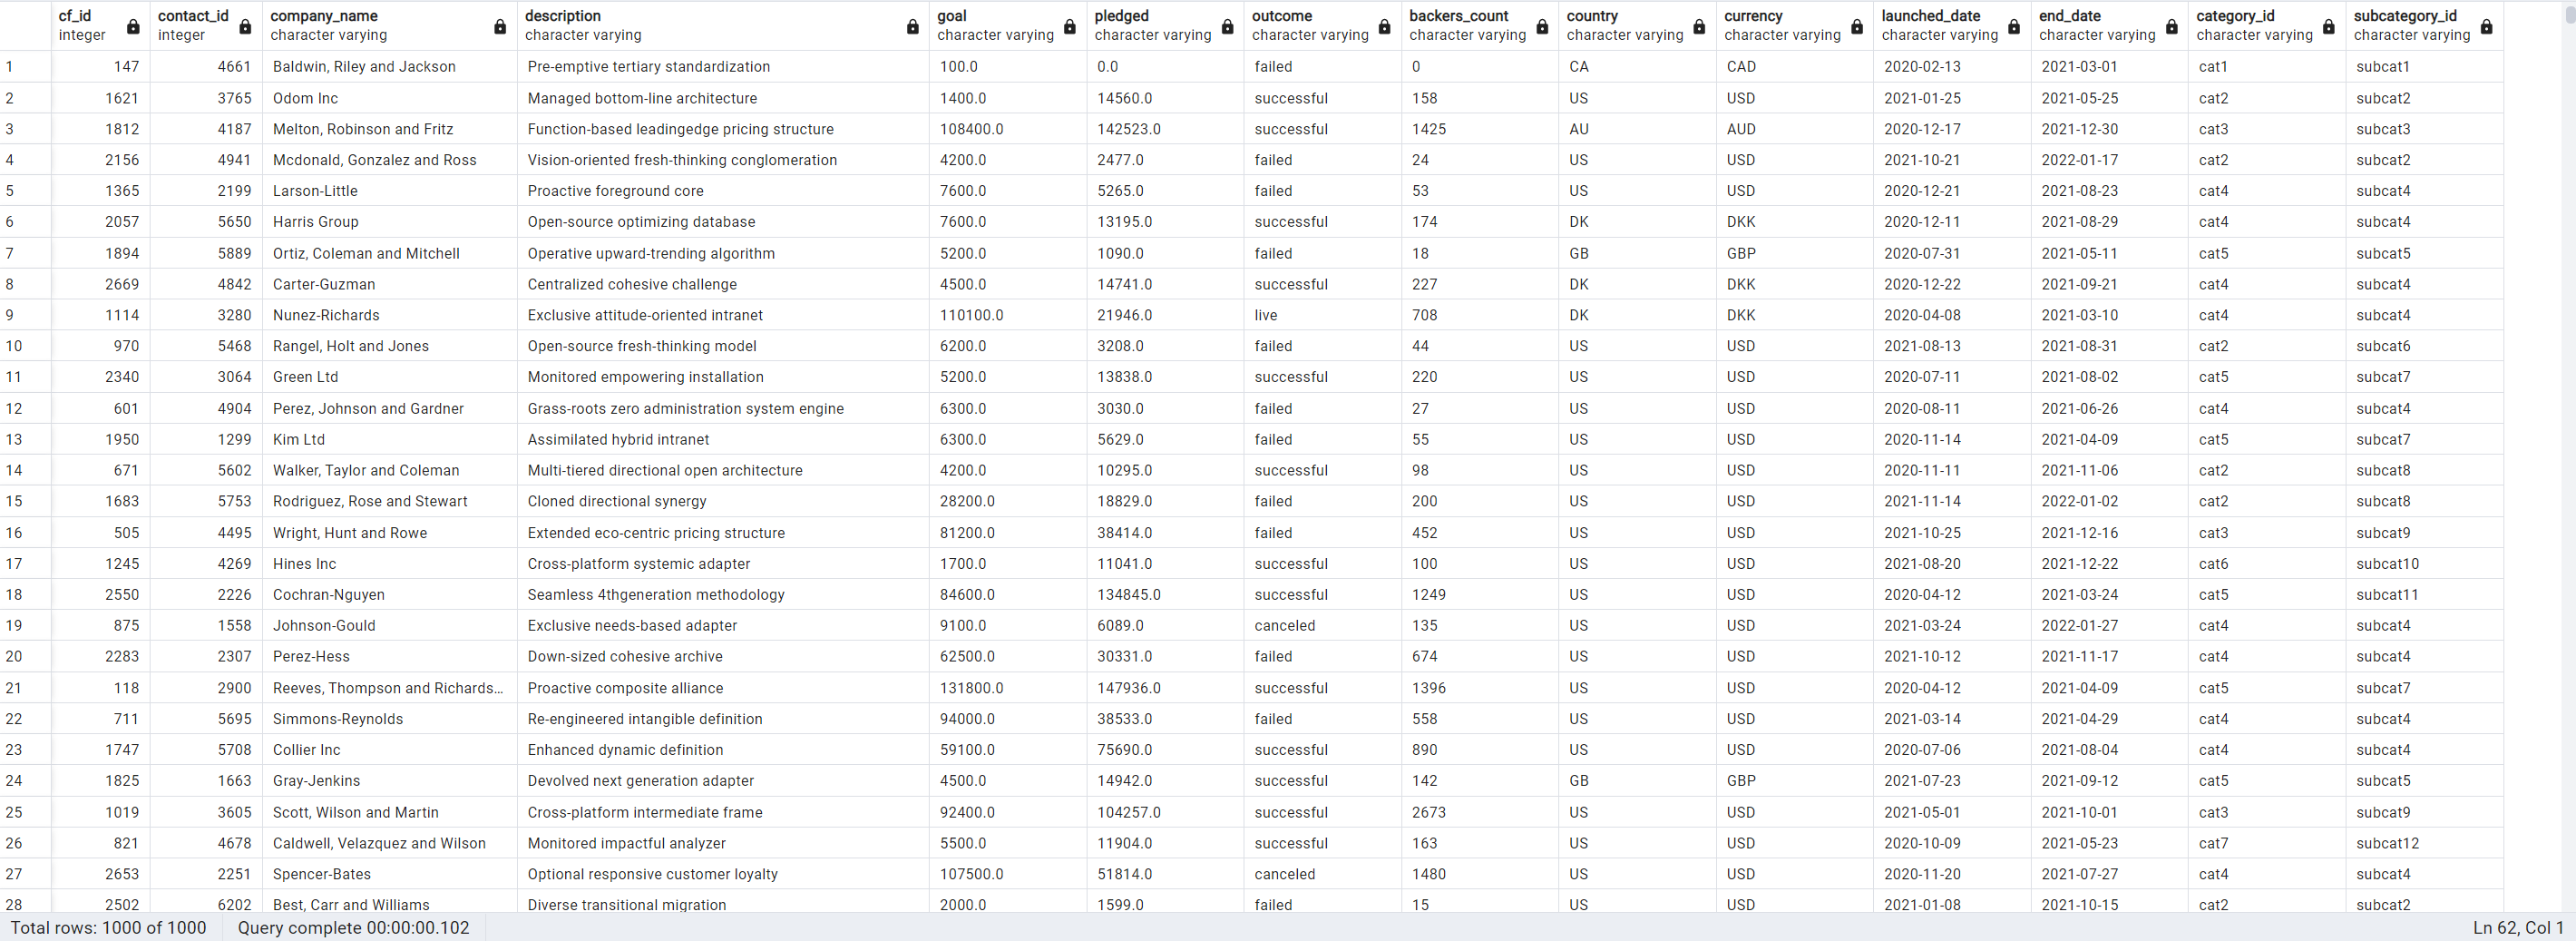 cf_id contact_id company_name description goal pledged outcome backers_count country currency launched_date end_date category_id subcategory_id
integer integer character varying character varying character varying character varying character varying character varying character varying character varying character varying character varying character varying character varying
1 147 4661 Baldwin, Riley and Jackson Pre-emptive tertiary standardization 100.0 0.0 failed 0 CA CAD 2020-02-13 2021-03-01 cat1 subcat1
2 1621 3765 Odom Inc Managed bottom-line architecture 1400.0 14560.0 successful 158 US USD 2021-01-25 2021-05-25 cat2 subcat2
3 1812 4187 Melton, Robinson and Fritz Function-based leadingedge pricing structure 108400.0 142523.0 successful 1425 AU AUD 2020-12-17 2021-12-30 cat3 subcat3
4 2156 4941 Mcdonald, Gonzalez and Ross Vision-oriented fresh-thinking conglomeration 4200.0 2477.0 failed 24 US USD 2021-10-21 2022-01-17 cat2 subcat2
5 1365 2199 Larson-Little Proactive foreground core 7600.0 5265.0 failed 53 US USD 2020-12-21 2021-08-23 cat4 subcat4
6 2057 5650 Harris Group Open-source optimizing database 7600.0 13195.0 successful 174 DK DKK 2020-12-11 2021-08-29 cat4 subcat4
7 1894 5889 Ortiz, Coleman and Mitchell Operative upward-trending algorithm 5200.0 1090.0 failed 18 GB GBP 2020-07-31 2021-05-11 cat5 subcat5
8 2669 4842 Carter-Guzman Centralized cohesive challenge 4500.0 14741.0 successful 227 DK DKK 2020-12-22 2021-09-21 cat4 subcat4
9 1114 3280 Nunez-Richards Exclusive attitude-oriented intranet 110100.0 21946.0 live 708 DK DKK 2020-04-08 2021-03-10 cat4 subcat4
10 970 5468 Rangel, Holt and Jones Open-source fresh-thinking model 6200.0 3208.0 failed 44 US USD 2021-08-13 2021-08-31 cat2 subcat6
11 2340 3064 Green Ltd Monitored empowering installation 5200.0 13838.0 successful 220 US USD 2020-07-11 2021-08-02 cat5 subcat7
12 601 4904 Perez, Johnson and Gardner Grass-roots zero administration system engine 6300.0 3030.0 failed 27 US USD 2020-08-11 2021-06-26 cat4 subcat4
13 1950 1299 Kim Ltd Assimilated hybrid intranet 6300.0 5629.0 failed 55 US USD 2020-11-14 2021-04-09 cat5 subcat7
14 671 5602 Walker, Taylor and Coleman Multi-tiered directional open architecture 4200.0 10295.0 successful 98 US USD 2020-11-11 2021-11-06 cat2 subcat8
15 1683 5753 Rodriguez, Rose and Stewart Cloned directional synergy 28200.0 18829.0 failed 200 US USD 2021-11-14 2022-01-02 cat2 subcat8
16 505 4495 Wright, Hunt and Rowe Extended eco-centric pricing structure 81200.0 38414.0 failed 452 US USD 2021-10-25 2021-12-16 cat3 subcat9
17 1245 4269 Hines Inc Cross-platform systemic adapter 1700.0 11041.0 successful 100 US USD 2021-08-20 2021-12-22 cat6 subcat10
18 2550 2226 Cochran-Nguyen Seamless 4thgeneration methodology 84600.0 134845.0 successful 1249 US USD 2020-04-12 2021-03-24 cat5 subcat11
19 875 1558 Johnson-Gould Exclusive needs-based adapter 9100.0 6089.0 canceled 135 US USD 2021-03-24 2022-01-27 cat4 subcat4
20 2283 2307 Perez-Hess Down-sized cohesive archive 62500.0 30331.0 failed 674 US USD 2021-10-12 2021-11-17 cat4 subcat4
21 118 2900 Reeves, Thompson and Richards... Proactive composite alliance 131800.0 147936.0 successful 1396 US USD 2020-04-12 2021-04-09 cat5 subcat7
22 711 5695 Simmons-Reynolds Re-engineered intangible definition 94000.0 38533.0 failed 558 US USD 2021-03-14 2021-04-29 cat4 subcat4
23 1747 5708 Collier Inc Enhanced dynamic definition 59100.0 75690.0 successful 890 US USD 2020-07-06 2021-08-04 cat4 subcat4
24 1825 1663 Gray-Jenkins Devolved next generation adapter 4500.0 14942.0 successful 142 GB GBP 2021-07-23 2021-09-12 cat5 subcat5
25 1019 3605 Scott, Wilson and Martin Cross-platform intermediate frame 92400.0 104257.0 successful 2673 US USD 2021-05-01 2021-10-01 cat3 subcat9
26 821 4678 Caldwell, Velazquez and Wilson Monitored impactful analyzer 5500.0 11904.0 successful 163 US USD 2020-10-09 2021-05-23 cat7 subcat12
27 2653 2251 Spencer-Bates Optional responsive customer loyalty 107500.0 51814.0 canceled 1480 US USD 2020-11-20 2021-07-27 cat4 subcat4
28 2502 6202 Best, Carr and Williams Diverse transitional migration 2000.0 1599.0 failed 15 US USD 2021-01-08 2021-10-15 cat2 subcat2
Total rows: 1000 of 1000 Query complete 00:00:00.102 Ln 62, Col 1